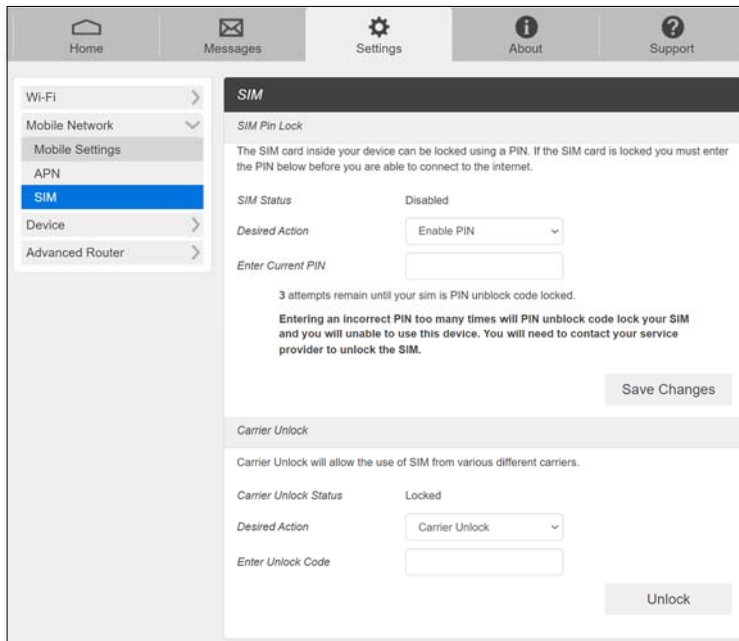 Home
Messages
Settings
About
Support
Wi-Fi
Mobile Network
Mobile Settings
APN
SIM
Device
Advanced Router
SIM
SIM Pin Lock
The SIM card inside your device can be locked using a PIN. If the SIM card is locked you must enter
the PIN below before you are able to connect to the internet.
SIM Status Disabled
Desired Action Enable PIN
Enter Current PIN
3 attempts remain until your sim is PIN unblock code locked.
Entering an incorrect PIN too many times will PIN unblock code lock your SIM
and you will unable to use this device. You will need to contact your service
provider to unlock the SIM.
Save Changes
Carrier Unlock
Carrier Unlock will allow the use of SIM from various different carriers.
Carrier Unlock Status Locked
Desired Action Carrier Unlock
Enter Unlock Code
Unlock